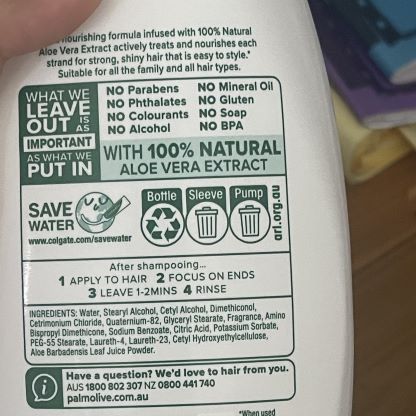 nourishing formula infused with 100% Natural
Aloe Vera Extract actively treats and nourishes each
strand for strong, shiny hair that is easy to style.*
Suitable for all the family and all hair types.
WHAT WE
LEAVE
OUT IS AS
IMPORTANT
AS WHAT WE
PUT IN
NO Parabens NO Mineral Oil
NO Phthalates NO Gluten
NO Colourants NO Soap
NO Alcohol NO BPA
WITH 100% NATURAL
ALOE VERA EXTRACT
SAVE
WATER
www.colgate.com/savewater
Bottle Sleeve Pump
arl.org.au
After shampooing...
1 APPLY TO HAIR 2 FOCUS ON ENDS
3 LEAVE 1-2MINS 4 RINSE
INGREDIENTS: Water, Stearyl Alcohol, Cetyl Alcohol, Dimethiconol,
Cetrimonium Chloride, Quaternium-82, Glyceryl Stearate, Fragrance, Amino
Bispropyl Dimethicone, Sodium Benzoate, Citric Acid, Potassium Sorbate,
PEG-55 Stearate, Laureth-4, Laureth-23, Cetyl Hydroxyethylcellulose,
Aloe Barbadensis Leaf Juice Powder.
Have a question? We'd love to hair from you.
AUS 1800 802 307 NZ 0800 441 740
palmolive.com.au
*When used